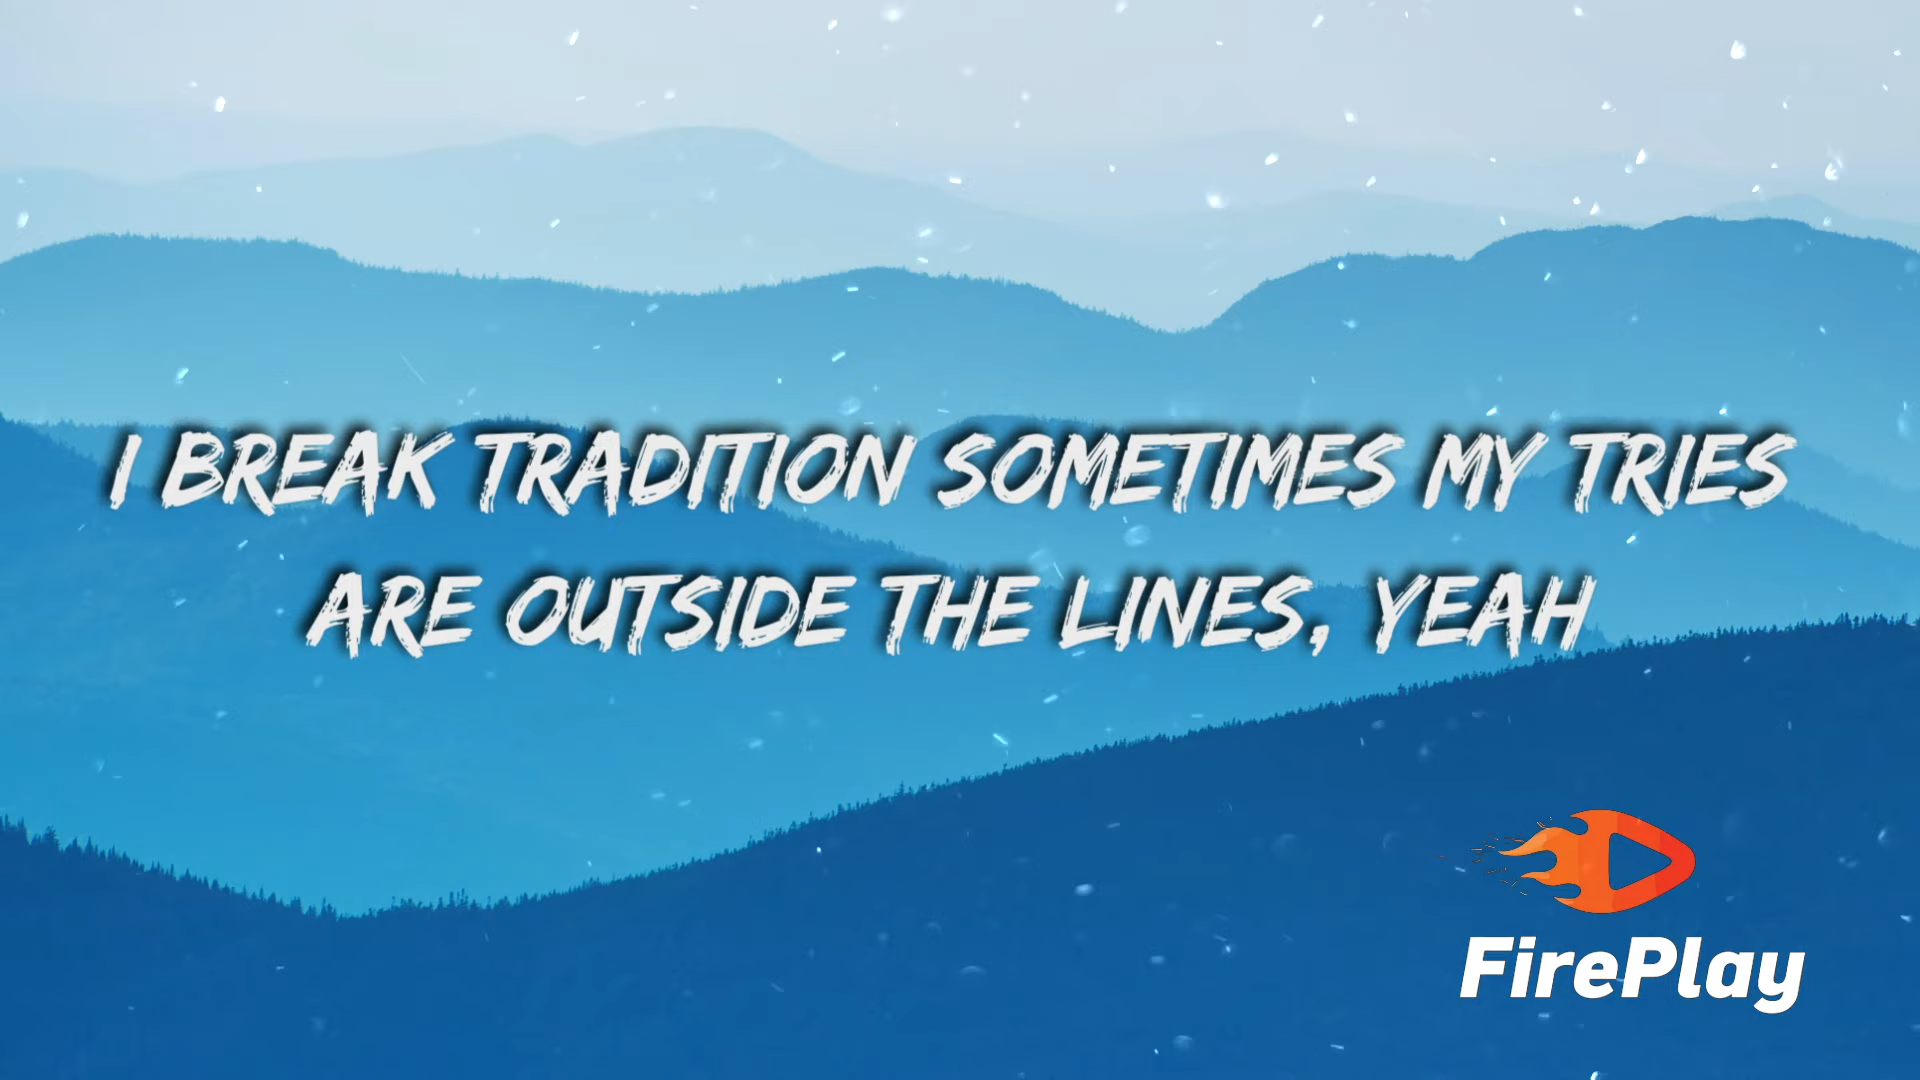 I BREAK TRADITION SOMETIMES MY TRIES
ARE OUTSIDE THE LINES, YEAH
FirePlay